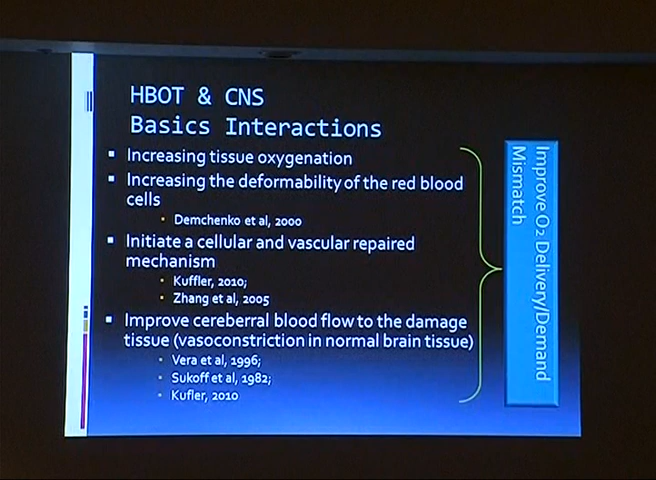 HBOT & CNS
Basics Interactions
Increasing tissue oxygenation
Increasing the deformability of the red blood
cells
Demchenko et al, 2000
Initiate a cellular and vascular repaired
mechanism
Kuffler, 2010;
Zhang et al, 2005
Improve cereberral blood flow to the damage
tissue (vasoconstriction in normal brain tissue)
Vera et al, 1996;
Sukoff et al, 1982;
Kufler, 2010
Improve O2 Delivery/Demand
Mismatch